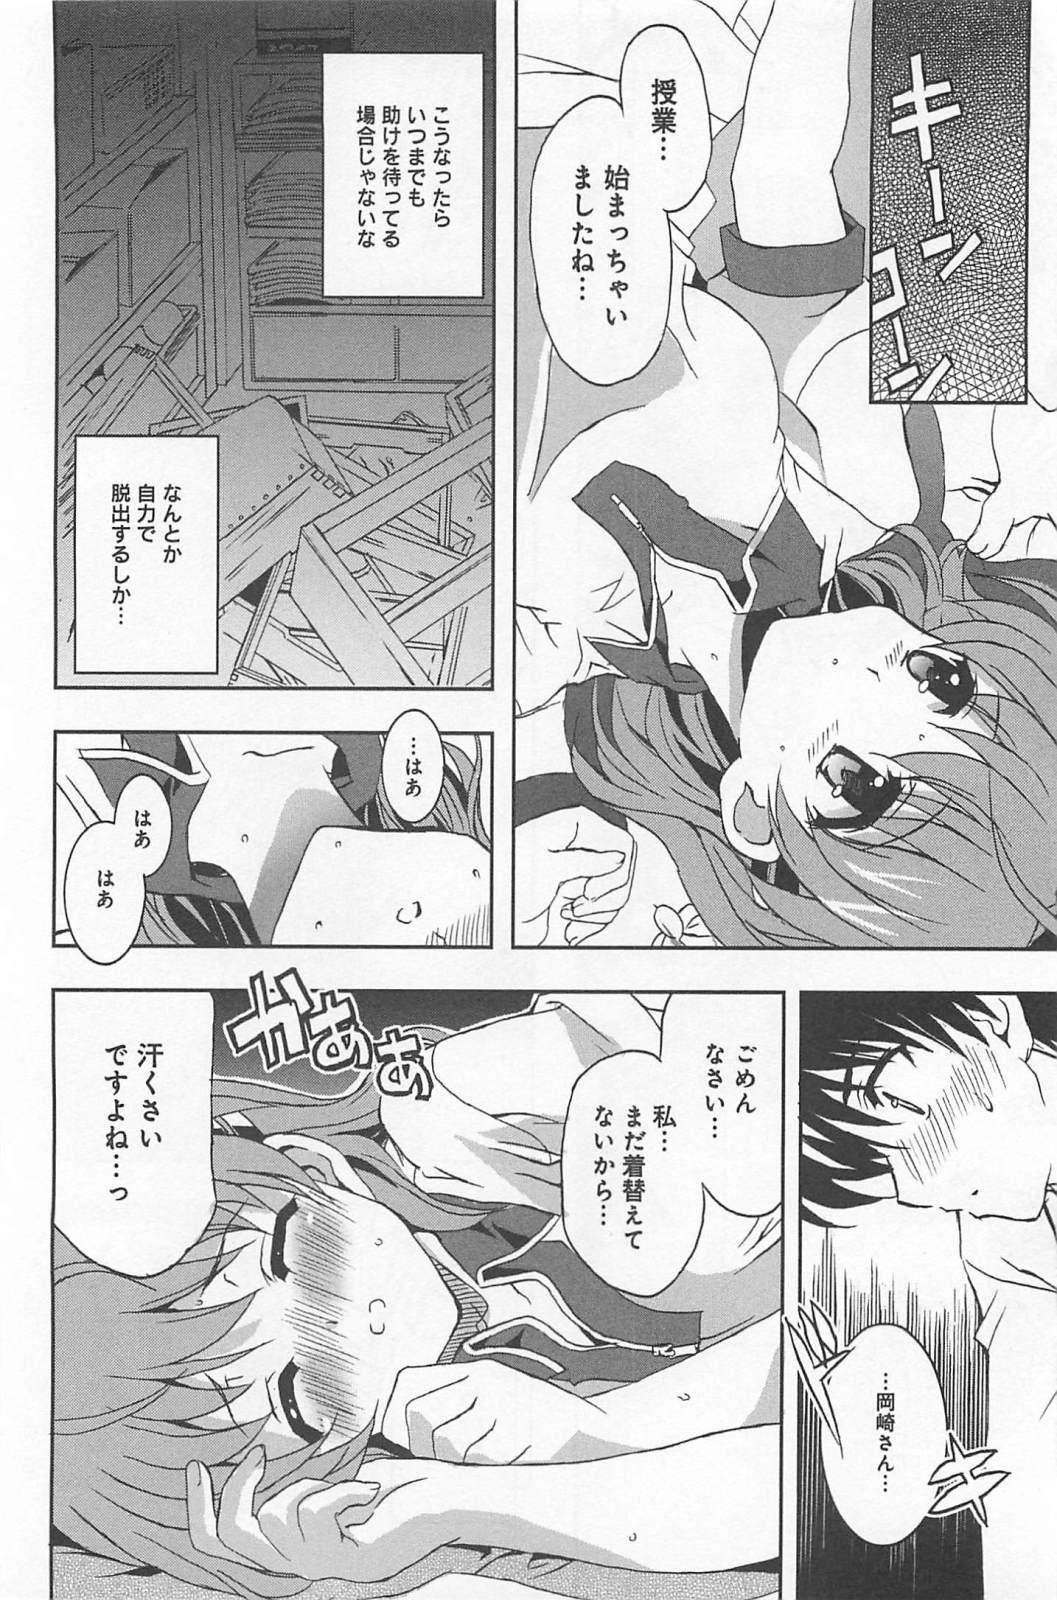 キーン
コーン
授業…
始まっちゃい
ましたね…
こうなったら
いつまでも
助けを待ってる
場合じゃないな
なんとか
自力で
脱出するしか…
…はぁ
はぁ
はぁ
…岡崎さん…
ごめん
なさい…
私…
まだ着替えて
ないから…
かあああ
汗くさい
ですよね…っ